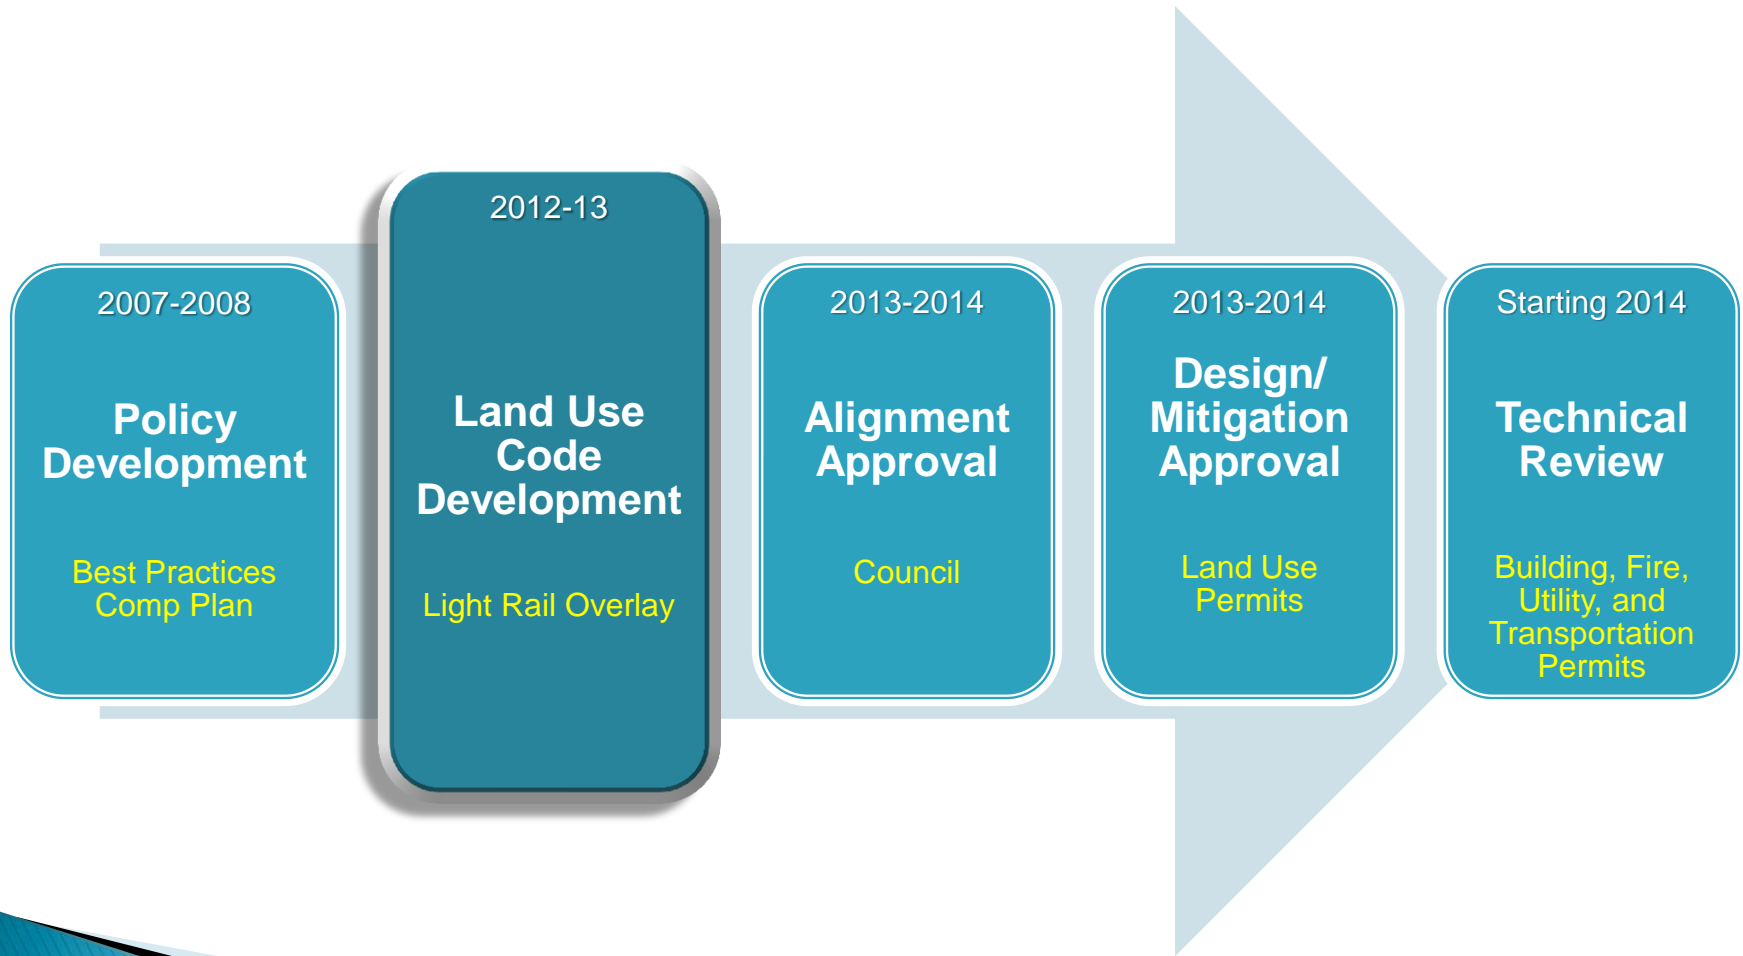 2007-2008
Policy
Development
Best Practices
Comp Plan
2012-13
Land Use
Code
Development
Light Rail Overlay
2013-2014
Alignment
Approval
Council
2013-2014
Design/
Mitigation
Approval
Land Use
Permits
Starting 2014
Technical
Review
Building, Fire,
Utility, and
Transportation
Permits